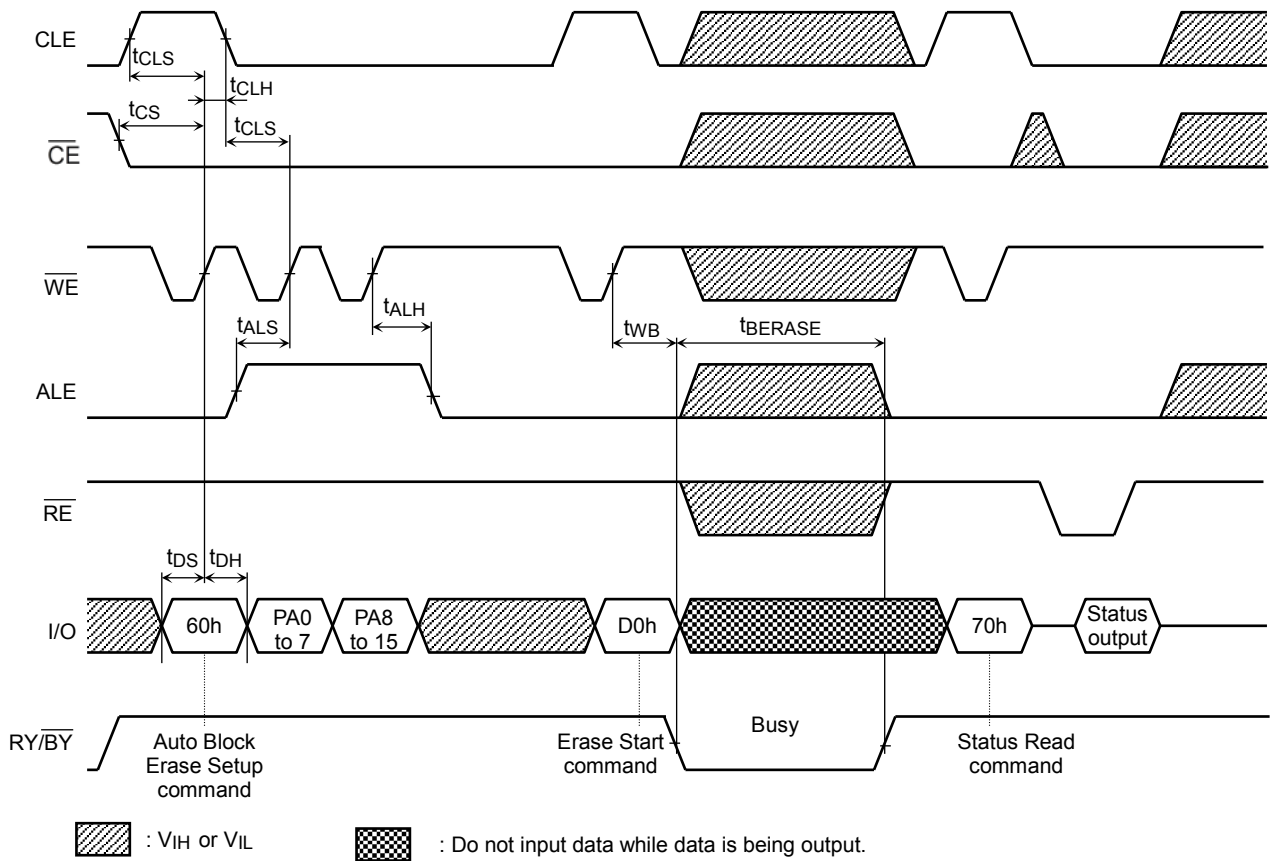 CLE
tCLS
tCLH
tCS
tCLS
CE
WE
tALS
tALH
tWB
tBERASE
ALE
RE
tDS
tDH
I/O
60h
PA0
to 7
PA8
to 15
D0h
70h
Status
output
RY/BY
Busy
Auto Block
Erase Setup
command
Erase Start
command
Status Read
command
: VIH or VIL
: Do not input data while data is being output.